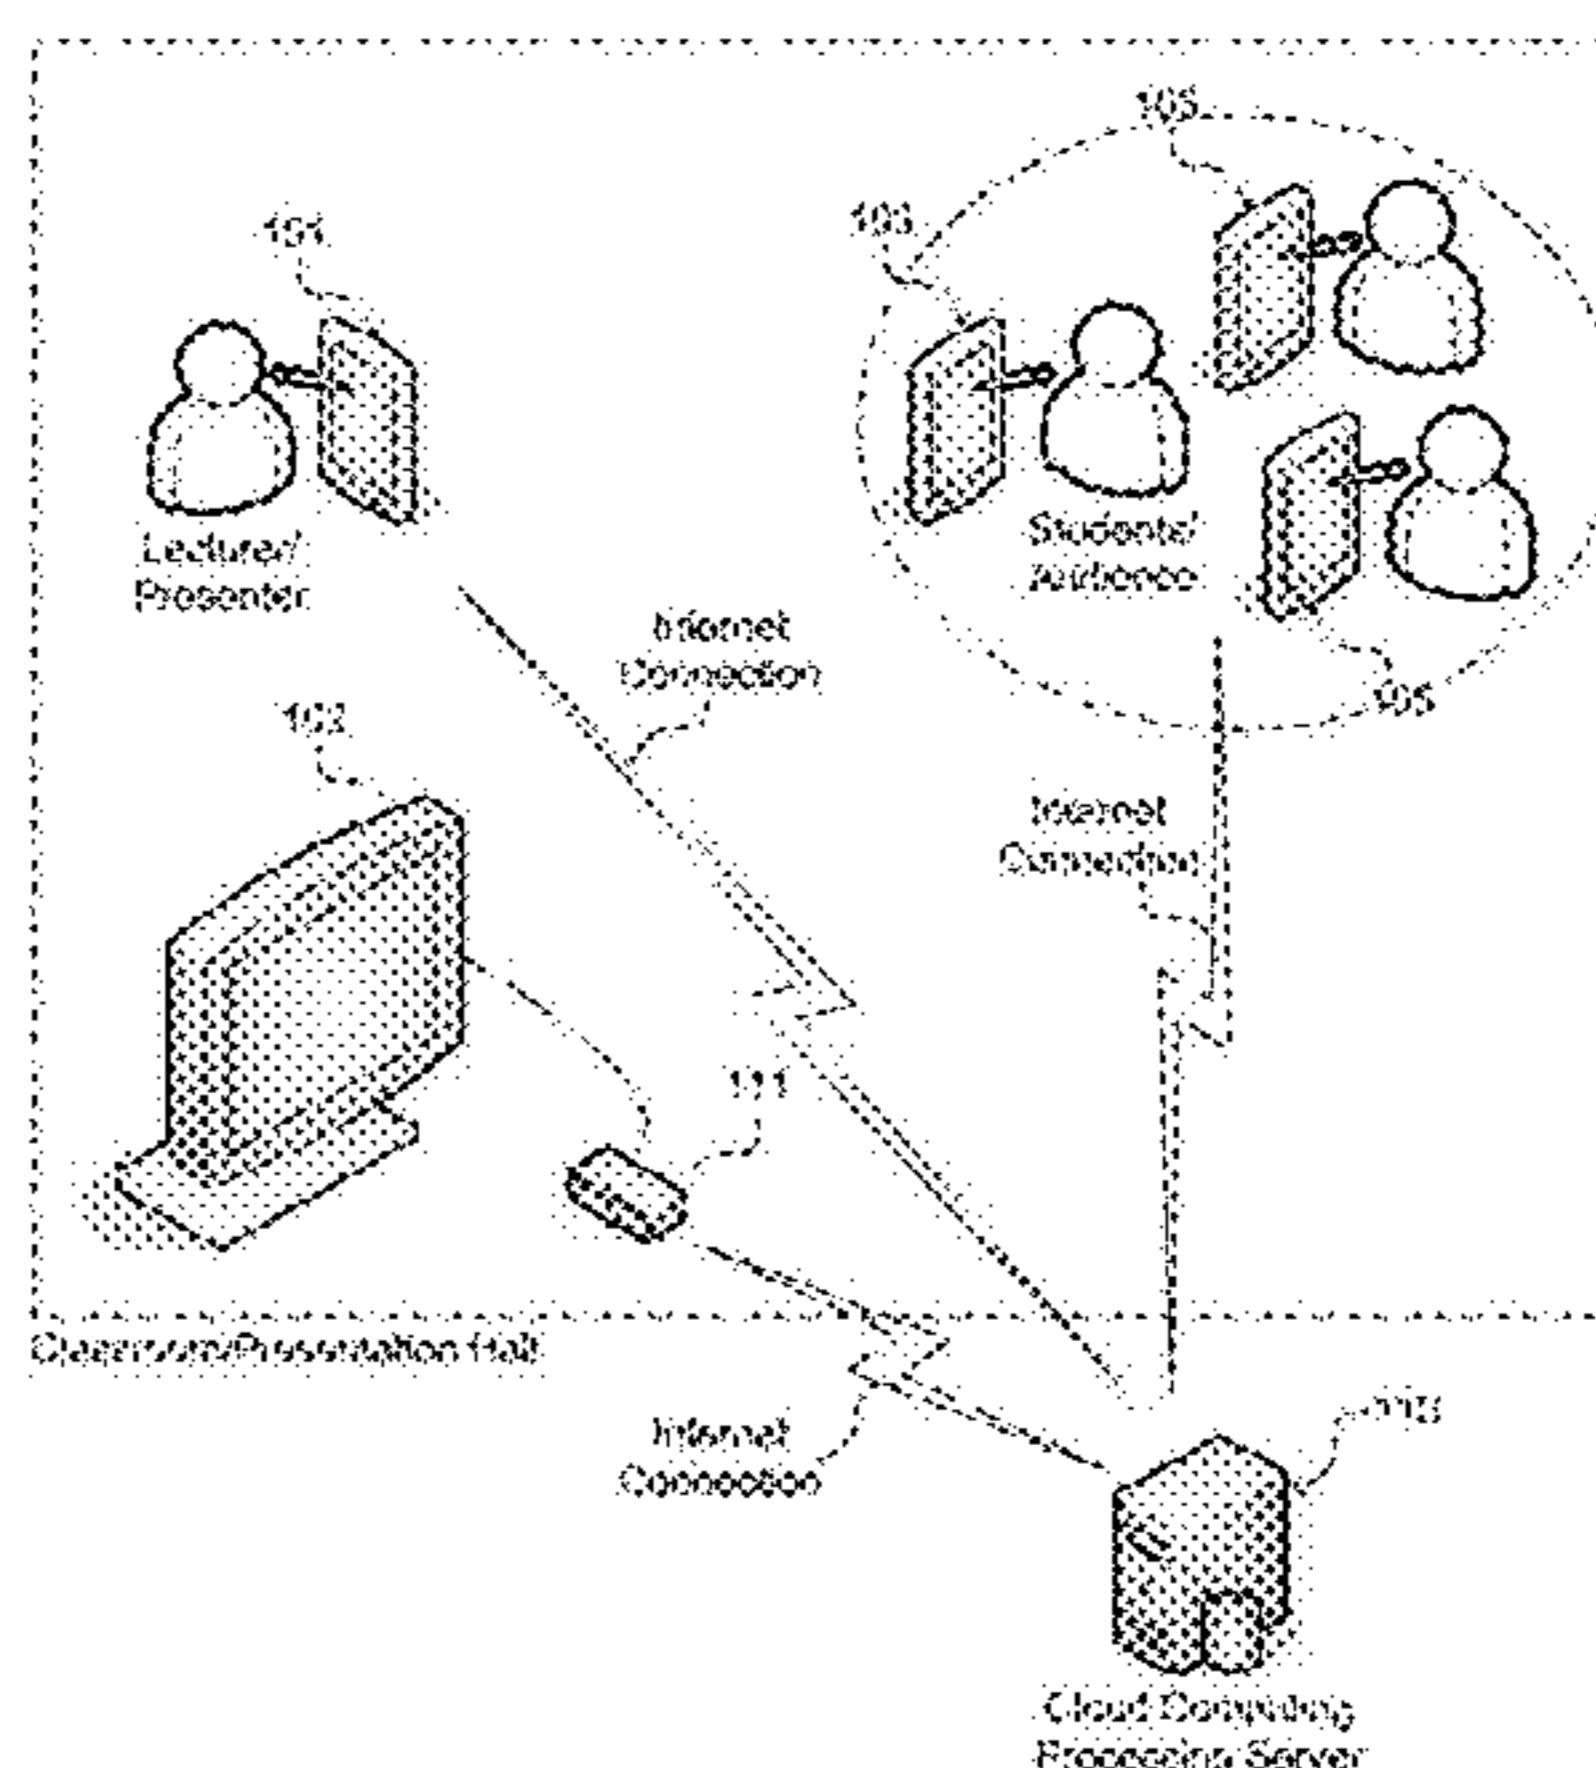 105
103
101
Lecturer/
Presenter
Students/
Audience
Internet
Connection
105
102
Internet
Connection
111
Classroom/Presentation Hall
Internet
Connection
Cloud Computing
Processing Server